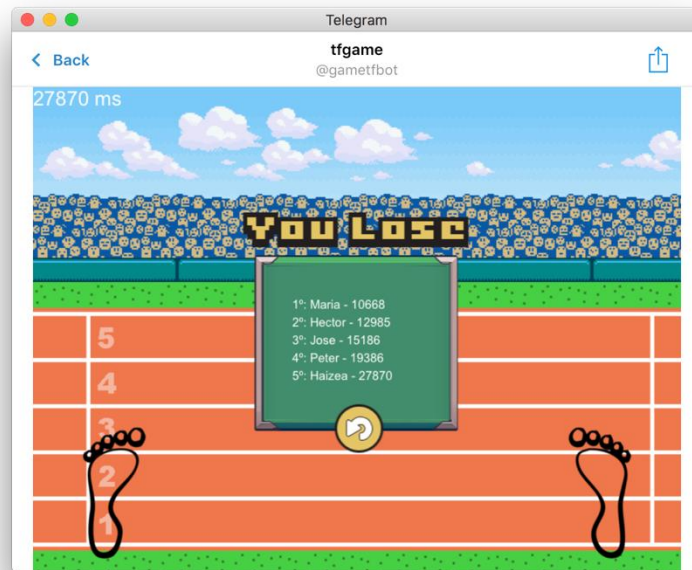 Telegram
Back
tfgame
@gametfbot
27870 ms
You Lose
1º: Maria - 10668
2º: Hector - 12985
3º: Jose - 15186
4º: Peter - 19386
5º: Haizea - 27870
5
4
3
2
1